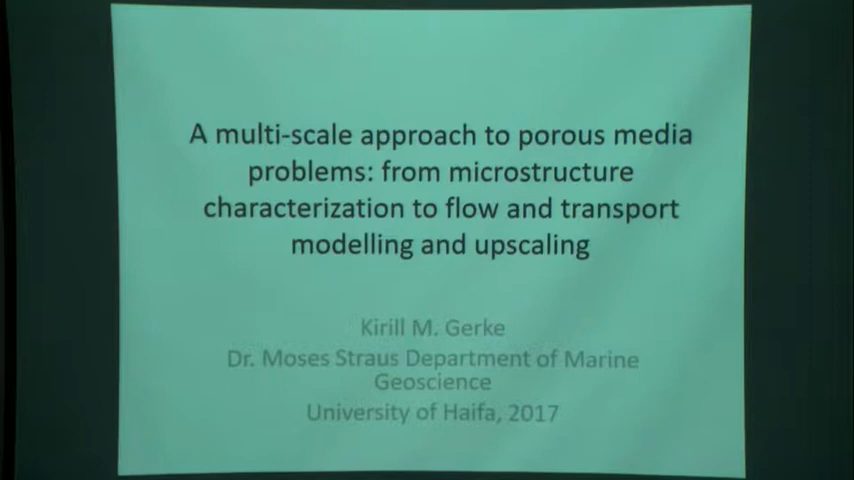 A multi-scale approach to porous media
problems: from microstructure
characterization to flow and transport
modelling and upscaling
Kirill M. Gerke
Dr. Moses Straus Department of Marine
Geoscience
University of Haifa, 2017